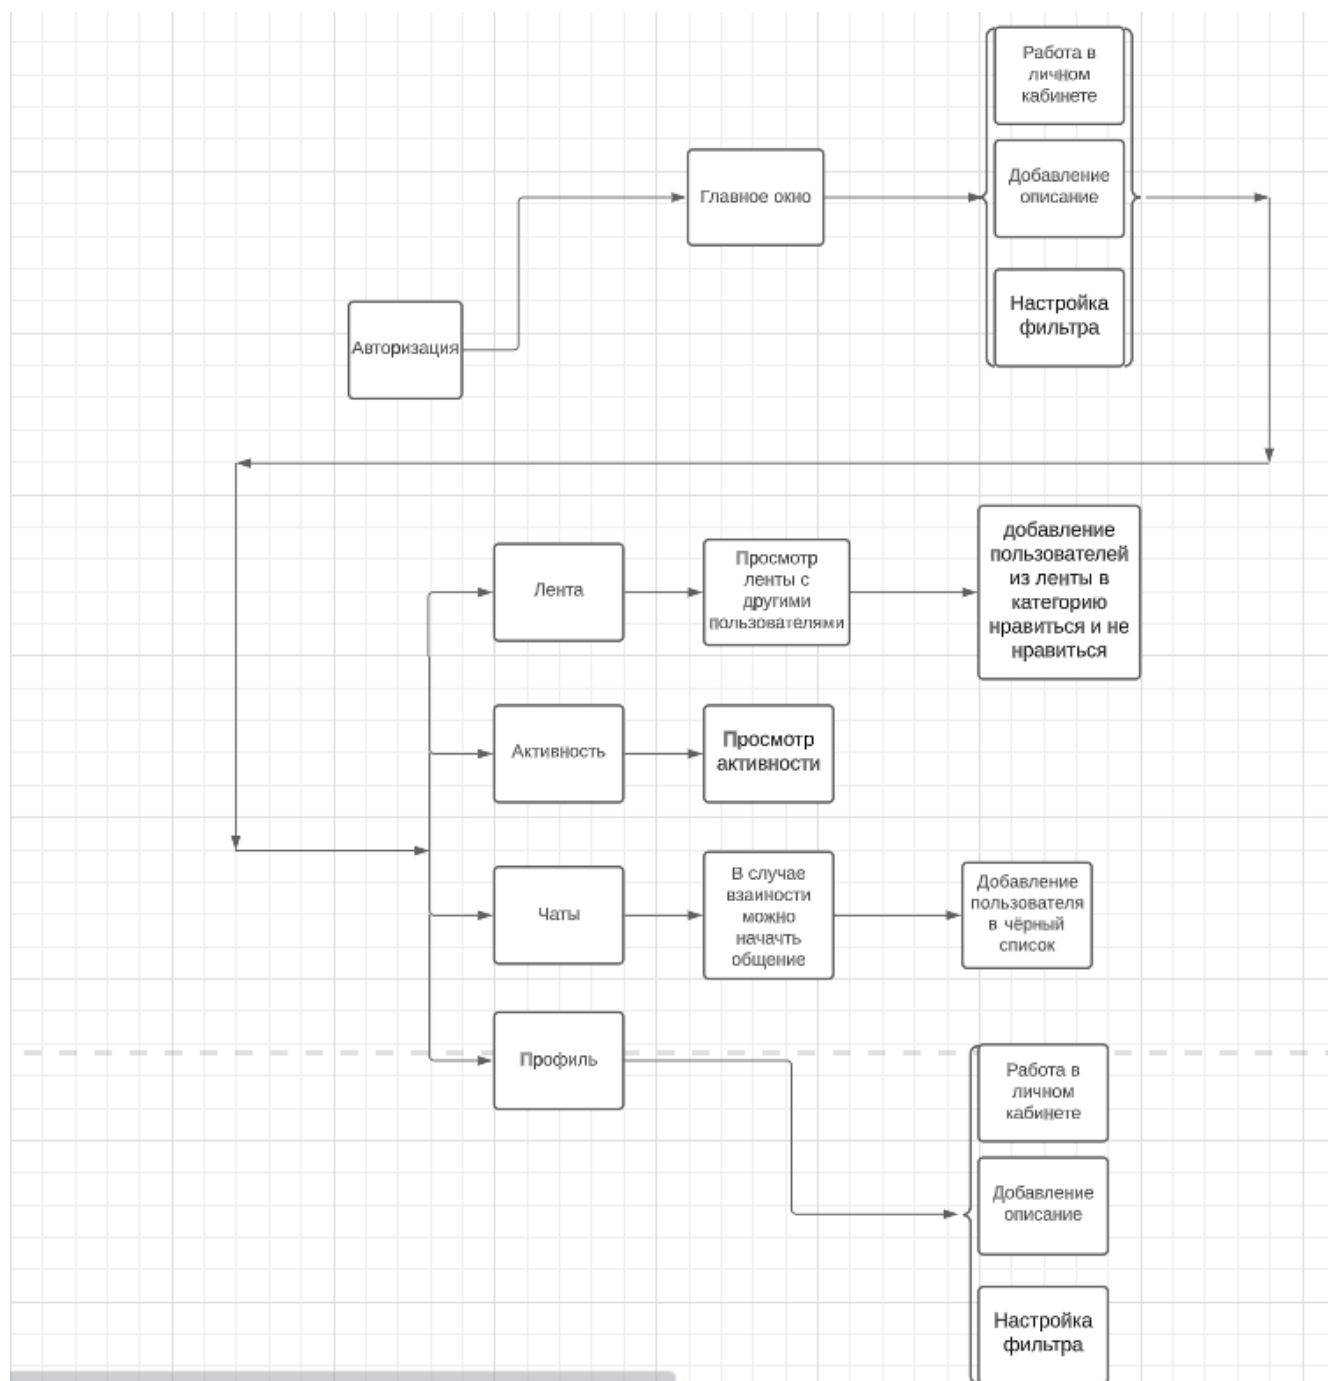 Работа в
личном
кабинете
Добавление
описание
Настройка
фильтра
Главное окно
Авторизация
Лента
Просмотр
ленты с
другими
пользователями
добавление
пользователей
из ленты в
категорию
нравиться и не
нравиться
Активность
Просмотр
активности
Чаты
В случае
взаиности
можно
начачть
общение
Добавление
пользователя
в чёрный
список
Профиль
Работа в
личном
кабинете
Добавление
описание
Настройка
фильтра